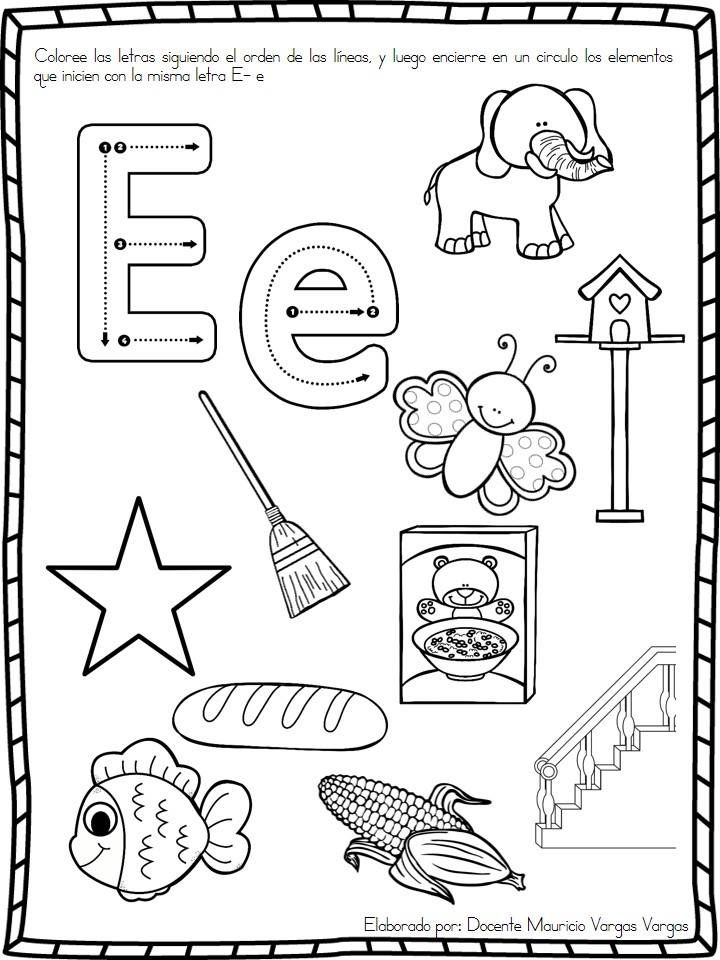 Coloree las letras siguiendo el orden de las líneas, y luego encierre en un circulo los elementos
que inicien con la misma letra E- e
E
1 2
3
4
e
1 2
Elaborado por: Docente Mauricio Vargas Vargas